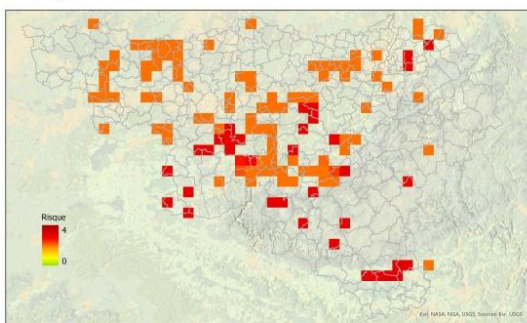 Risque
4
0
Esri, NASA, NGA, USGS, Sources: Esri, USGS